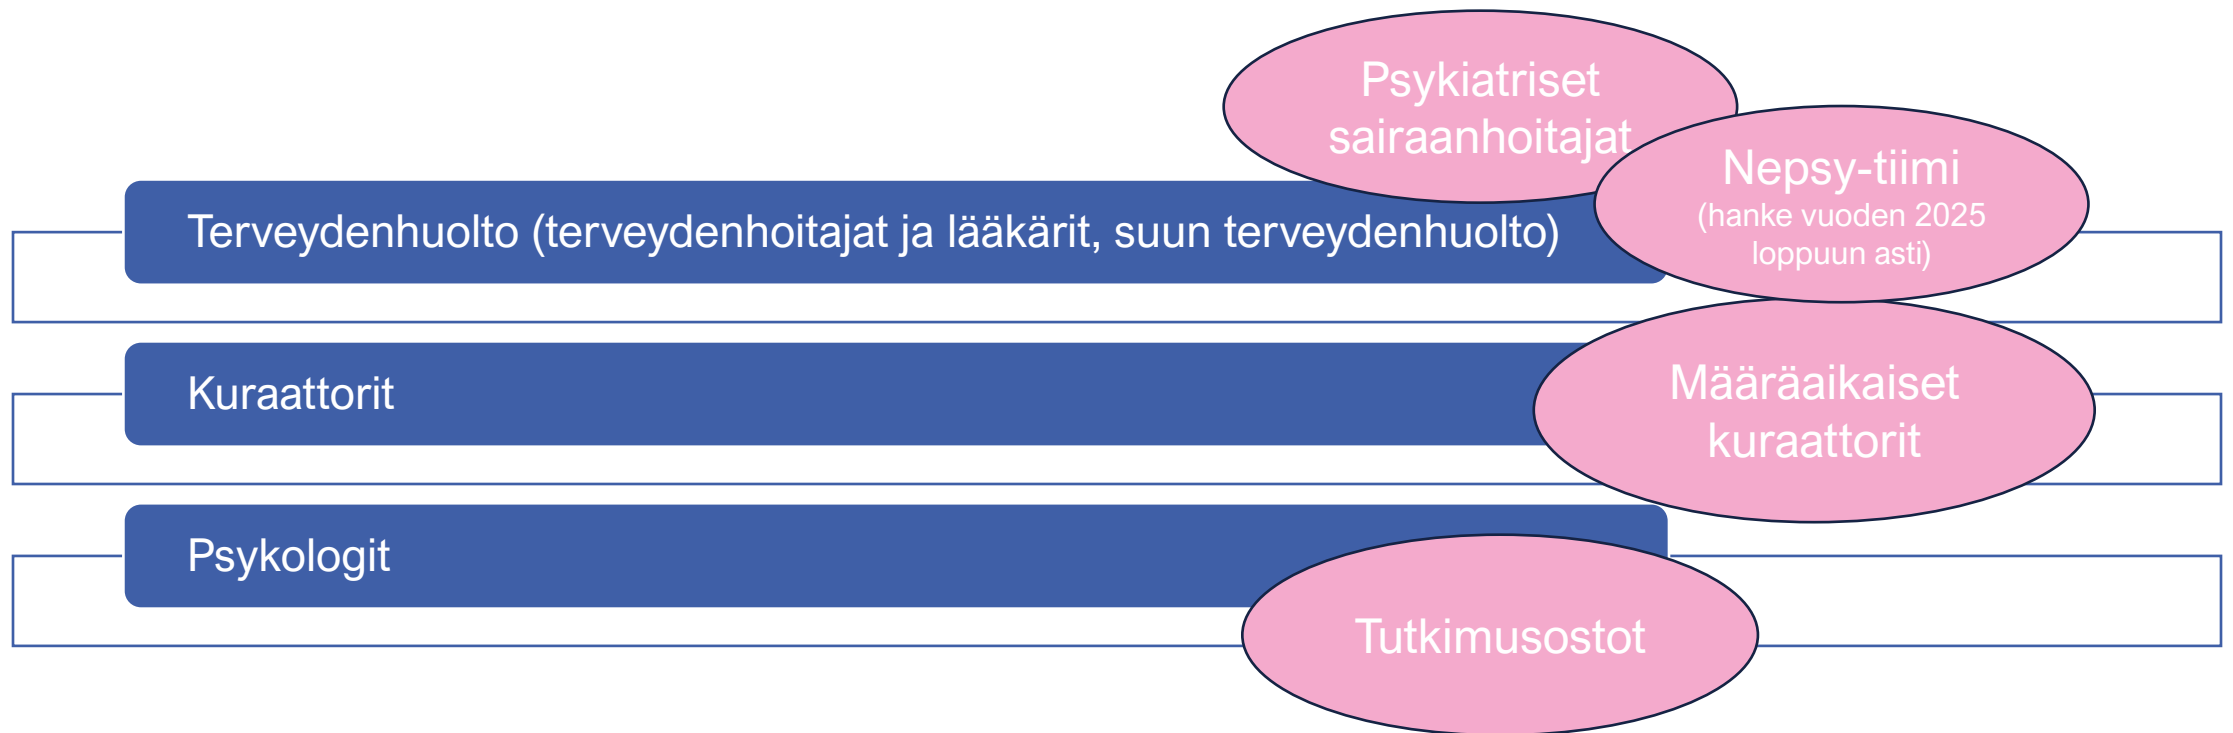 Psykiatriset
sairaanhoitajat
Nepsy-tiimi
(hanke vuoden 2025
loppuun asti)
Terveydenhuolto (terveydenhoitajat ja lääkärit, suun terveydenhuolto)
Kuraattorit
Määräaikaiset
kuraattorit
Psykologit
Tutkimusostot